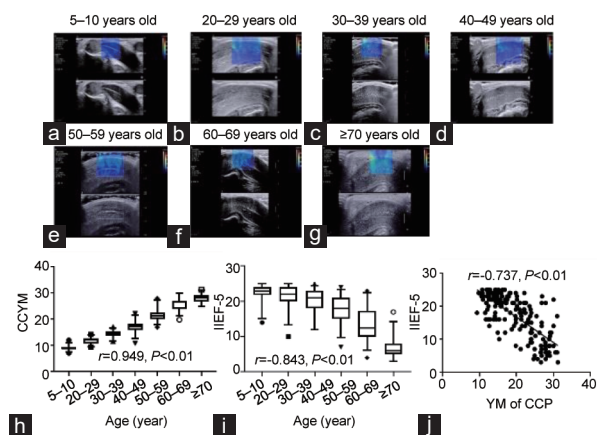 5–10 years old
20–29 years old
30–39 years old
40–49 years old
a
b
c
d
50–59 years old
60–69 years old
≥70 years old
e
f
g
CCYM
40
30
20
10
0
r=0.949, P<0.01
5–10
20–29
30–39
40–49
50–59
60–69
≥70
Age (year)
h
IIEF-5
30
20
10
0
r=-0.843, P<0.01
5–10
20–29
30–39
40–49
50–59
60–69
≥70
Age (year)
i
IIEF-5
30
20
10
0
r=-0.737, P<0.01
0
10
20
30
40
YM of CCP
j